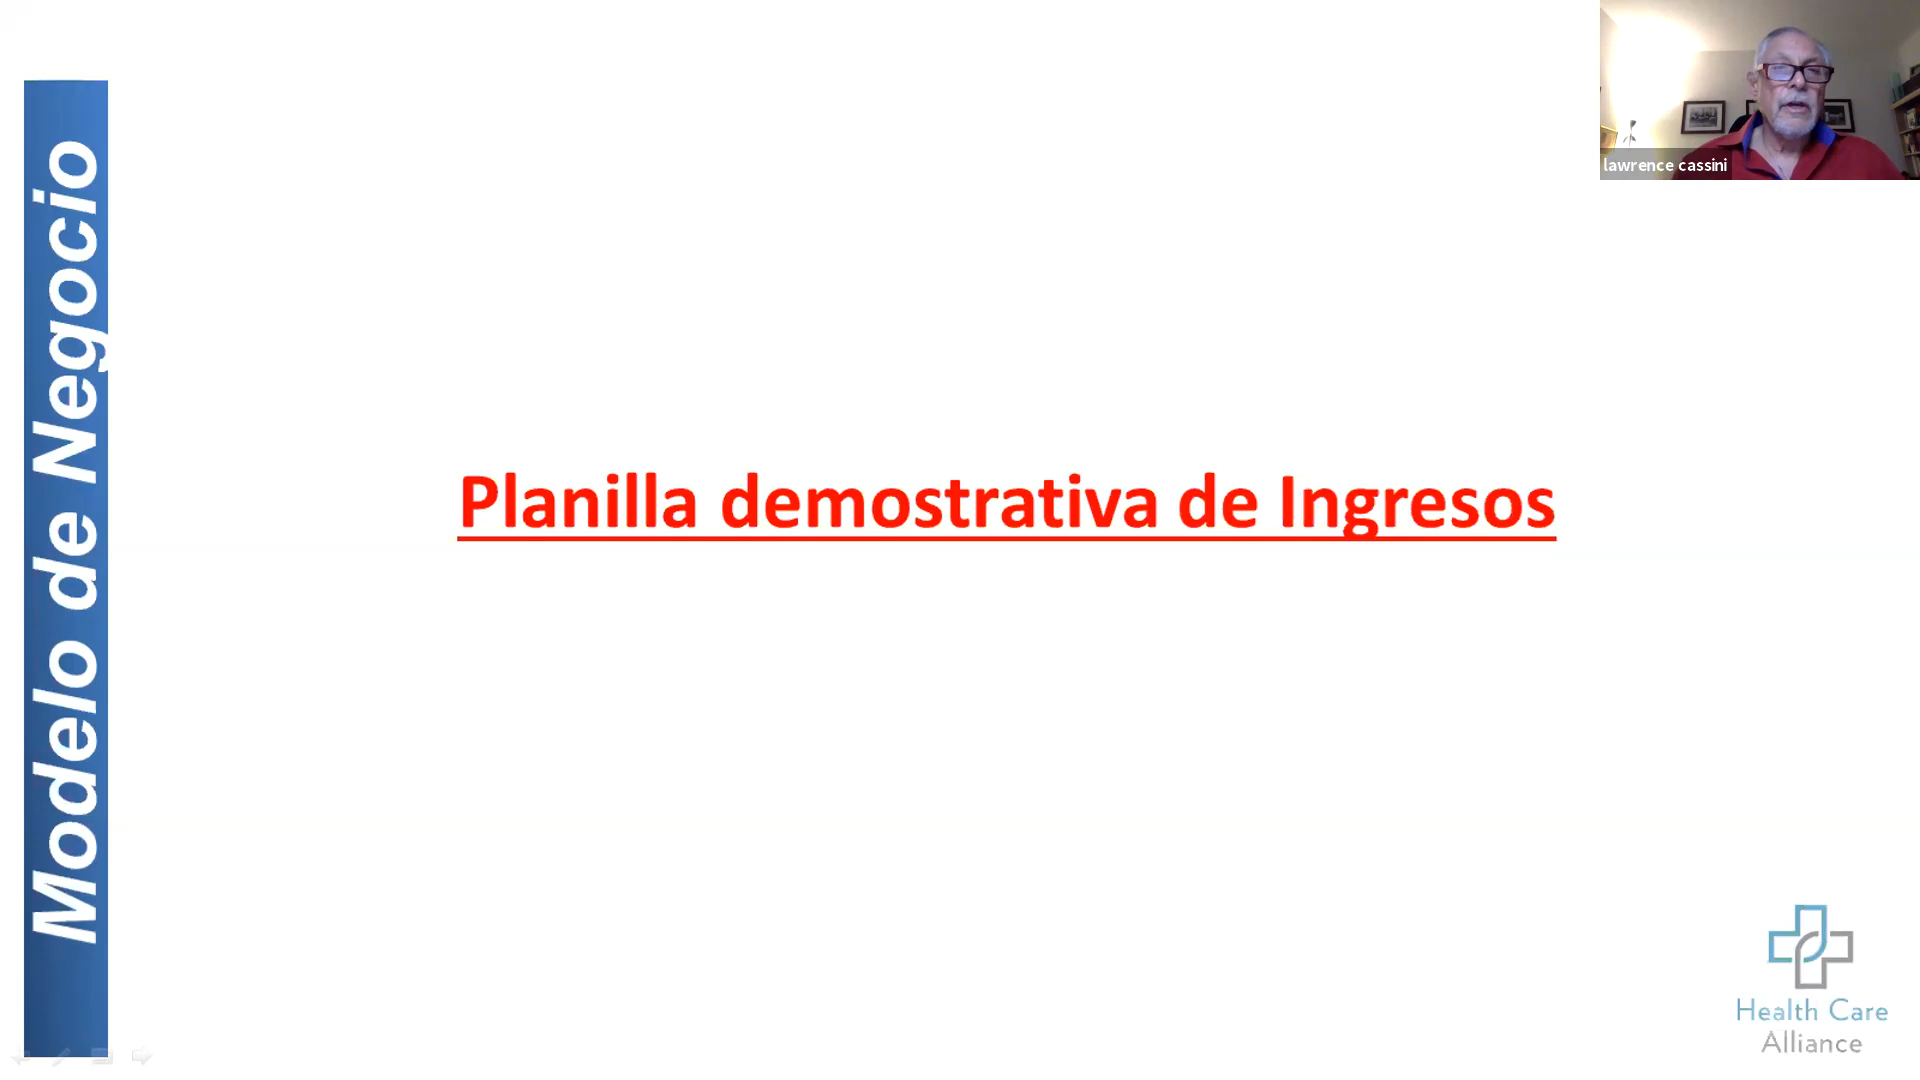 lawrence cassini
Modelo de Negocio
Planilla demostrativa de Ingresos
Health Care
Alliance